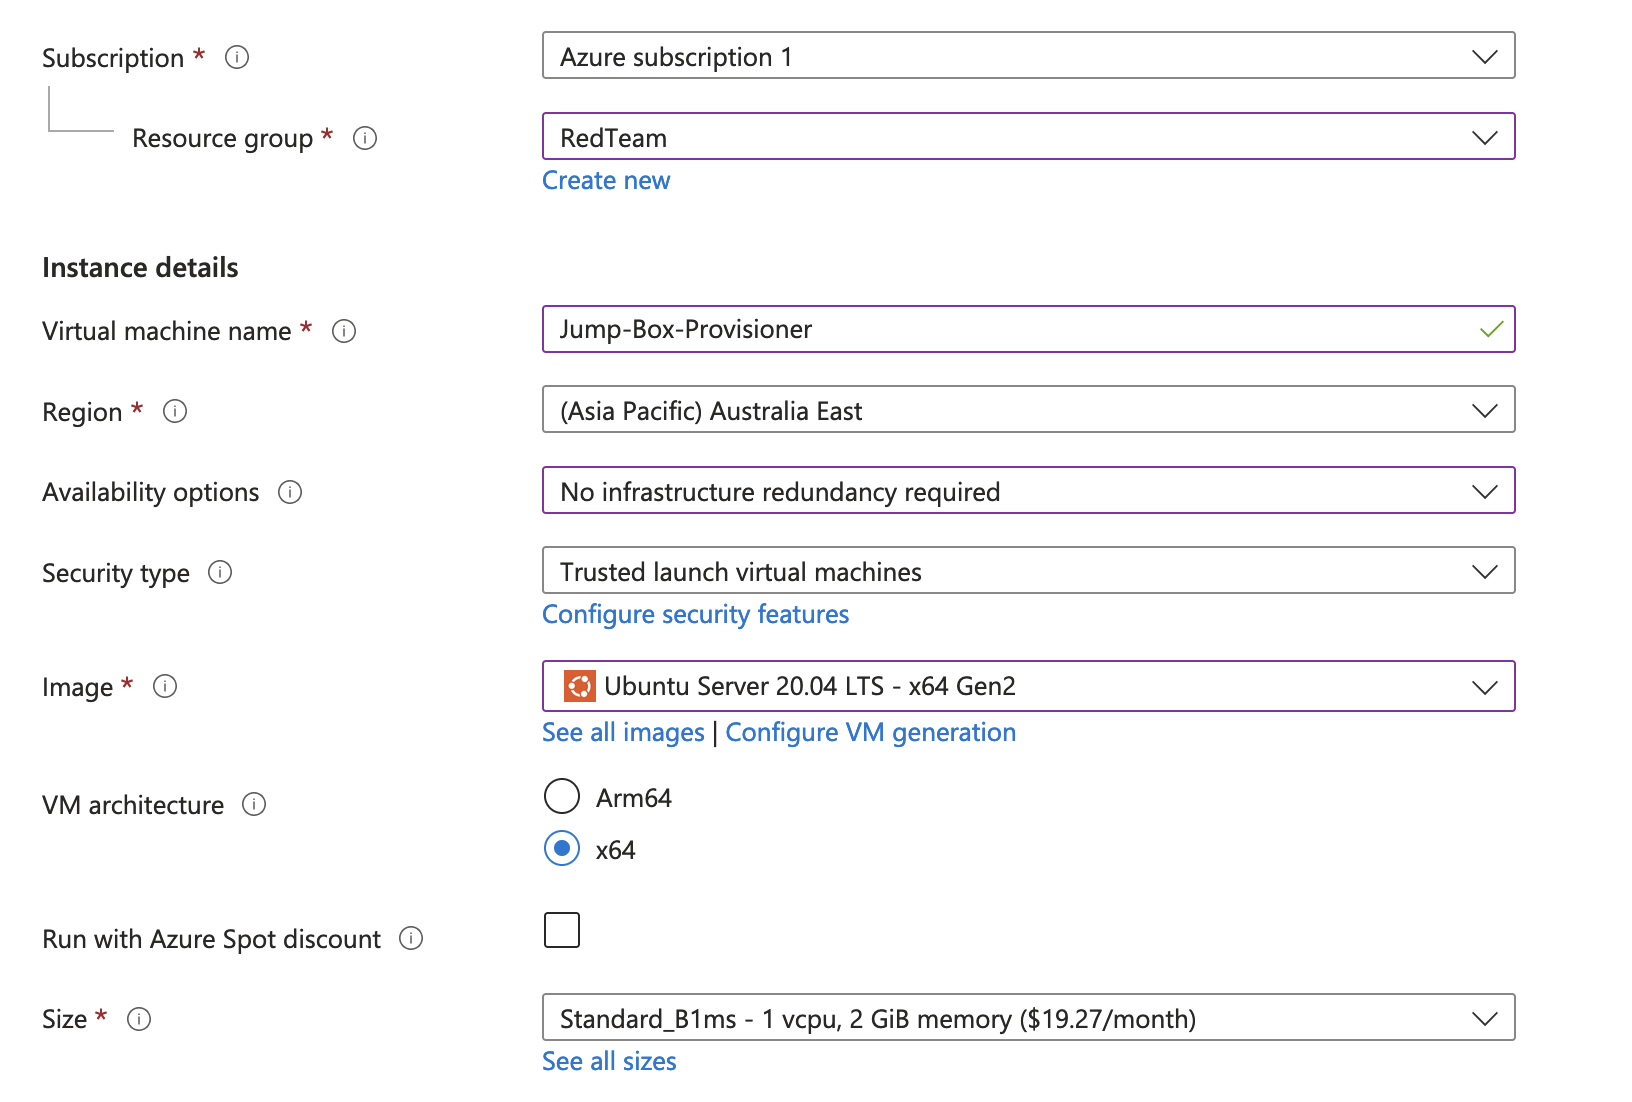 Subscription *
Azure subscription 1
Resource group *
RedTeam
Create new
Instance details
Virtual machine name *
Jump-Box-Provisioner
Region *
(Asia Pacific) Australia East
Availability options
No infrastructure redundancy required
Security type
Trusted launch virtual machines
Configure security features
Image *
Ubuntu Server 20.04 LTS - x64 Gen2
See all images | Configure VM generation
VM architecture
Arm64
x64
Run with Azure Spot discount
Size *
Standard_B1ms - 1 vcpu, 2 GiB memory ($19.27/month)
See all sizes